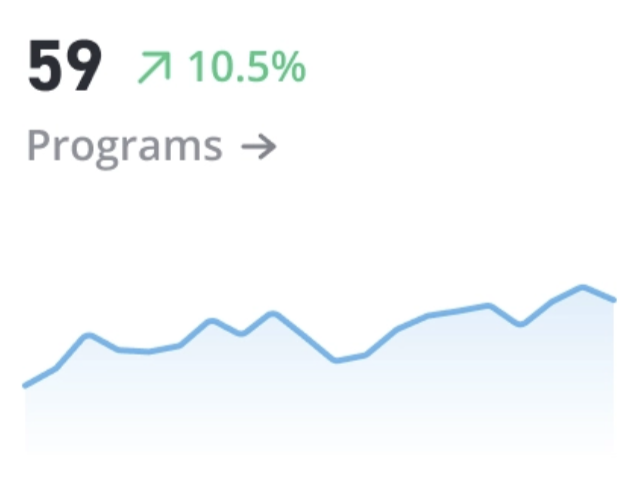 59 ↗ 10.5%
Programs →